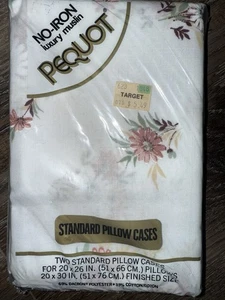 NO-IRON
luxury muslin
PEQUOT
TARGET
STANDARD PILLOW CASES
TWO STANDARD PILLOW CASES
FOR 20 x 26 IN. (51 x 66 CM.) PILLOWS
20 x 30 IN. (51 x 76 CM.) FINISHED SIZE
POLYESTER